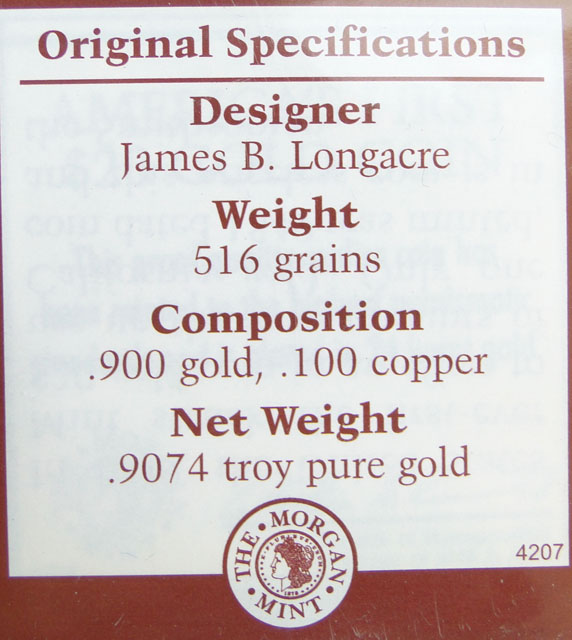 Original Specifications
Designer
James B. Longacre
Weight
516 grains
Composition
.900 gold, .100 copper
Net Weight
.9074 troy pure gold
THE • MORGAN • MINT •
4207